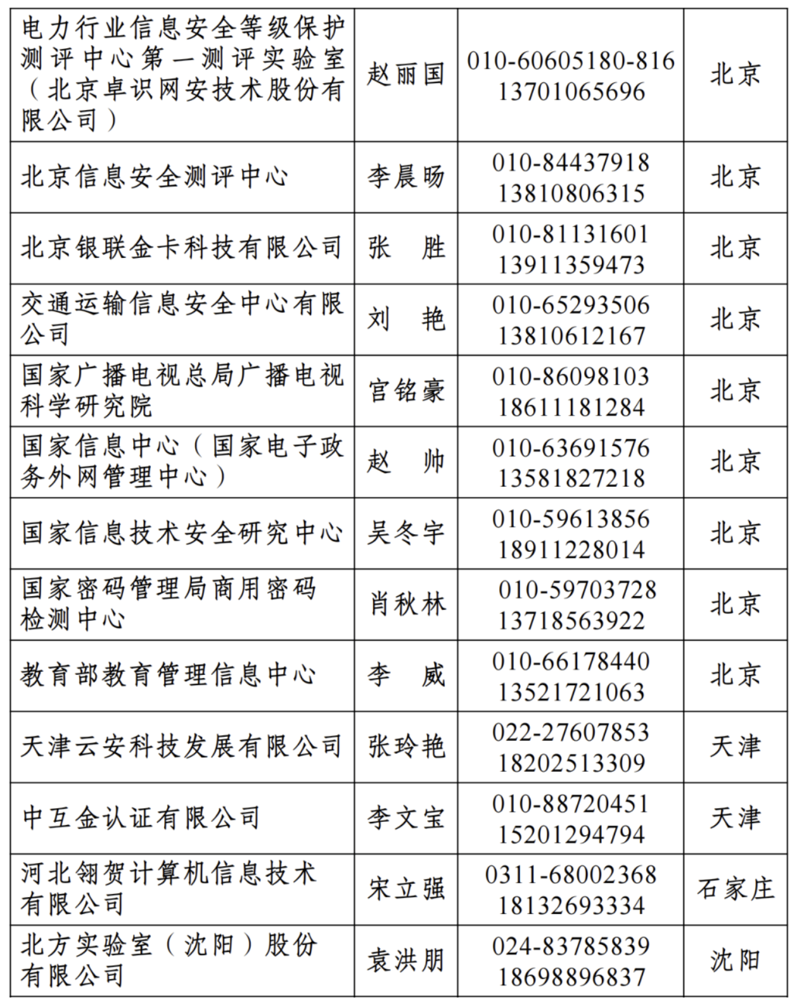 电力行业信息安全等级保护
测评中心第一测评实验室
（北京卓识网安技术股份有
限公司）
赵丽国
010-60605180-816
13701065696
北京
北京信息安全测评中心
李晨旸
010-84437918
13810806315
北京
北京银联金卡科技有限公司
张 胜
010-81131601
13911359473
北京
交通运输信息安全中心有限
公司
刘 艳
010-65293506
13810612167
北京
国家广播电视总局广播电视
科学研究院
宫铭豪
010-86098103
18611181284
北京
国家信息中心（国家电子政
务外网管理中心）
赵 帅
010-63691576
13581827218
北京
国家信息技术安全研究中心
吴冬宇
010-59613856
18911228014
北京
国家密码管理局商用密码
检测中心
肖秋林
010-59703728
13718563922
北京
教育部教育管理信息中心
李 威
010-66178440
13521721063
北京
天津云安科技发展有限公司
张玲艳
022-27607853
18202513309
天津
中互金认证有限公司
李文宝
010-88720451
15201294794
天津
河北翎贺计算机信息技术
有限公司
宋立强
0311-68002368
18132693334
石家庄
北方实验室（沈阳）股份
有限公司
袁洪朋
024-83785839
18698896837
沈阳